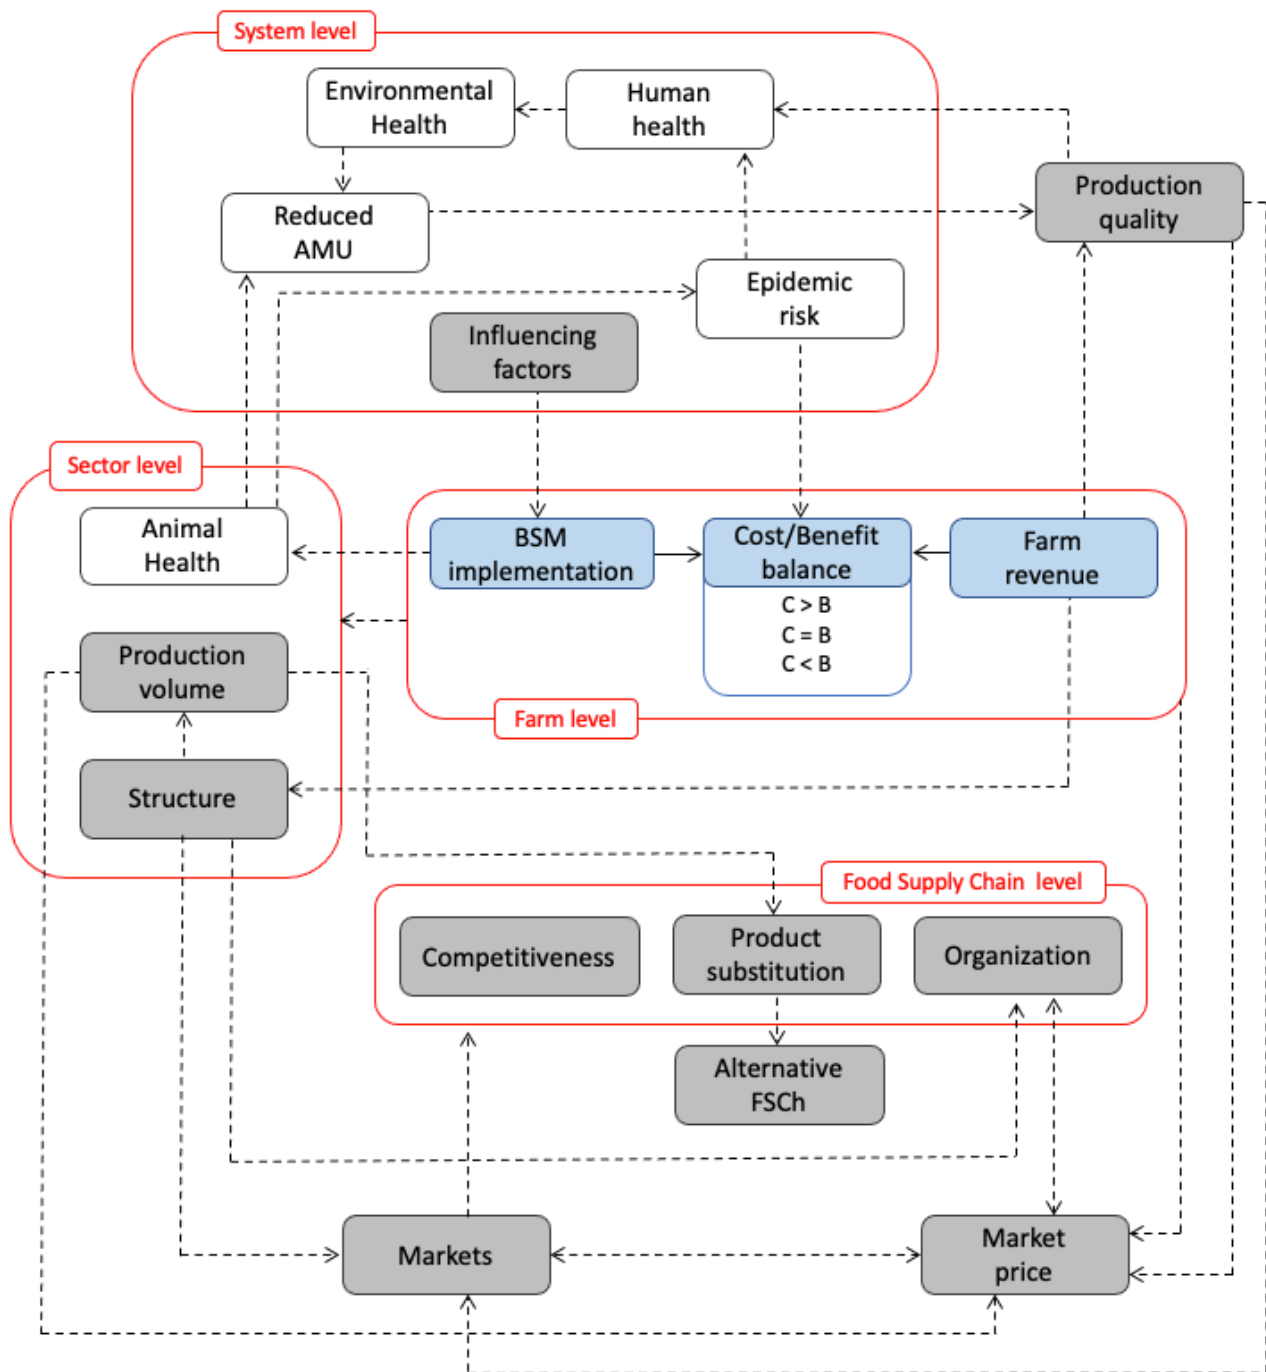 System level
Environmental
Health
Human
health
Production
quality
Reduced
AMU
Epidemic
risk
Influencing
factors
Sector level
Animal
Health
BSM
implementation
Cost/Benefit
balance
C > B
C = B
C < B
Farm
revenue
Production
volume
Farm level
Structure
Food Supply Chain  level
Competitiveness
Product
substitution
Organization
Alternative
FSCh
Markets
Market
price